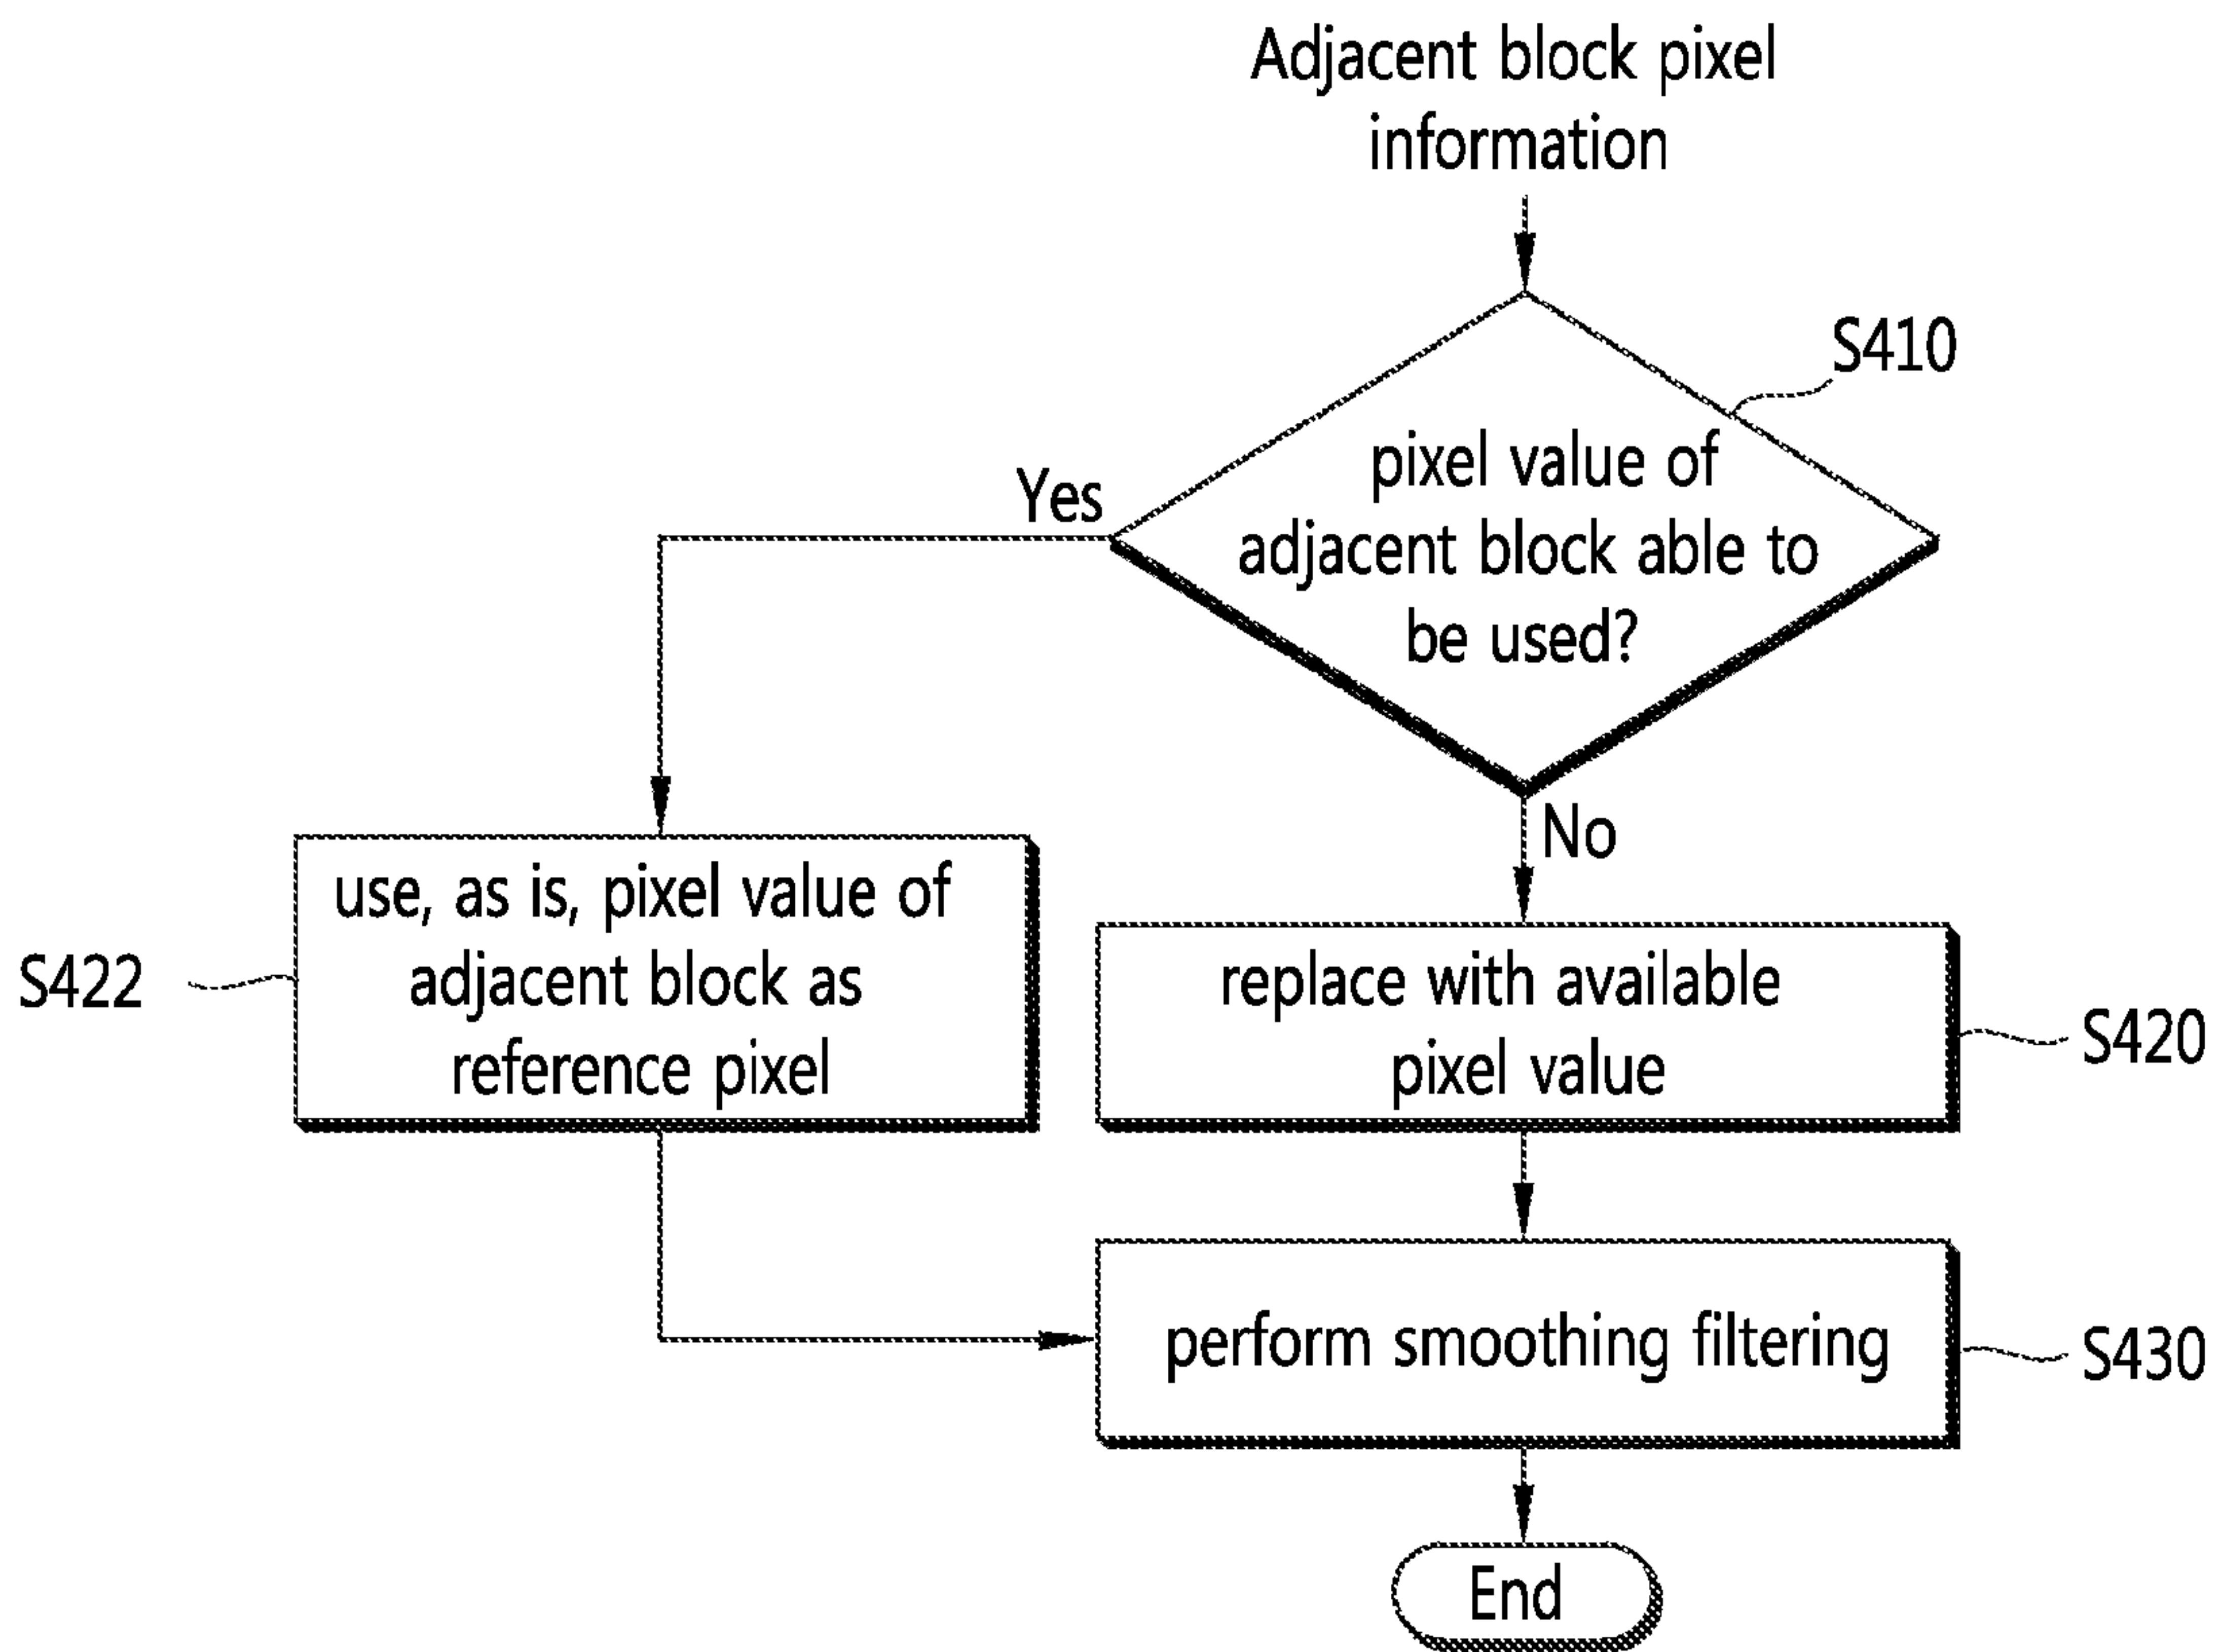 Adjacent block pixel
information
S410
pixel value of
adjacent block able to
be used?
Yes
No
use, as is, pixel value of
adjacent block as
reference pixel
S422
replace with available
pixel value
S420
perform smoothing filtering
S430
End